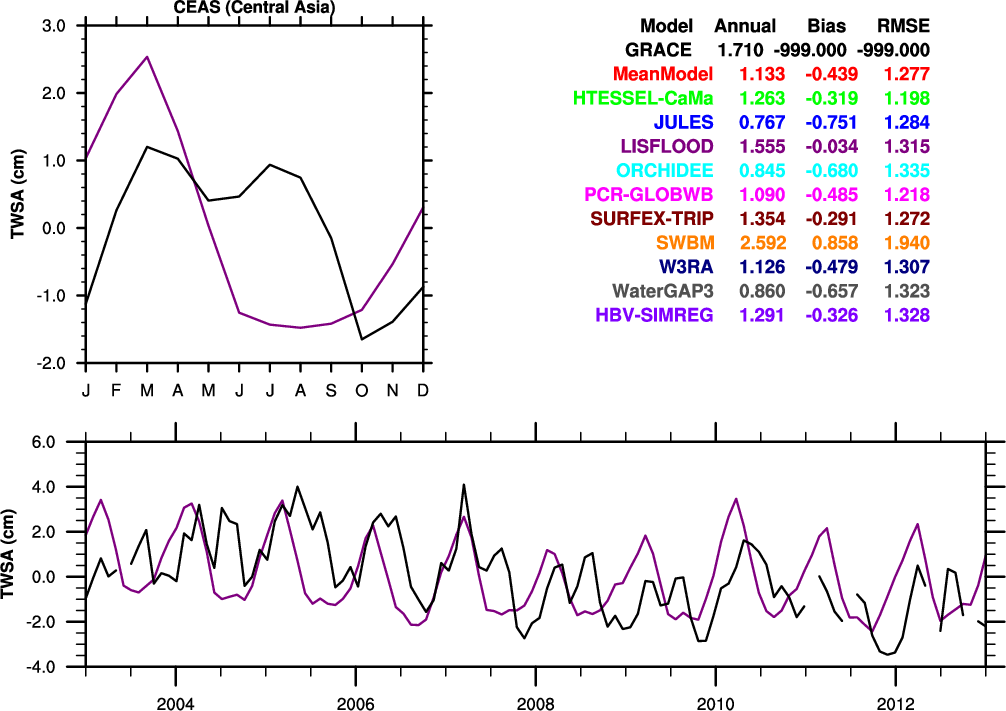 CEAS (Central Asia)
3.0
2.0
1.0
0.0
-1.0
-2.0
TWSA (cm)
J F M A M J J A S O N D
Model Annual Bias RMSE
GRACE 1.710 -999.000 -999.000
MeanModel 1.133 -0.439 1.277
HTESSEL-CaMa 1.263 -0.319 1.198
JULES 0.767 -0.751 1.284
LISFLOOD 1.555 -0.034 1.315
ORCHIDEE 0.845 -0.680 1.335
PCR-GLOBWB 1.090 -0.485 1.218
SURFEX-TRIP 1.354 -0.291 1.272
SWBM 2.592 0.858 1.940
W3RA 1.126 -0.479 1.307
WaterGAP3 0.860 -0.657 1.323
HBV-SIMREG 1.291 -0.326 1.328
6.0
4.0
2.0
0.0
-2.0
-4.0
TWSA (cm)
2004 2006 2008 2010 2012